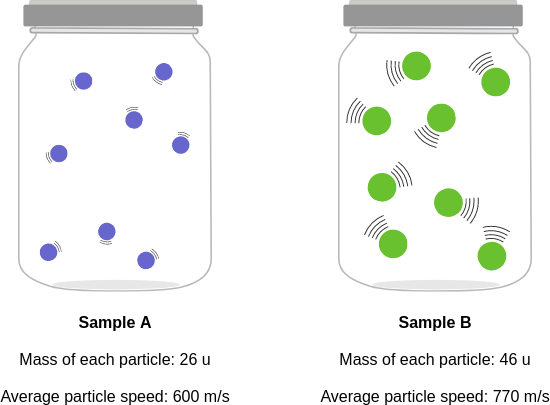 Sample A
Mass of each particle: 26 u
Average particle speed: 600 m/s
Sample B
Mass of each particle: 46 u
Average particle speed: 770 m/s